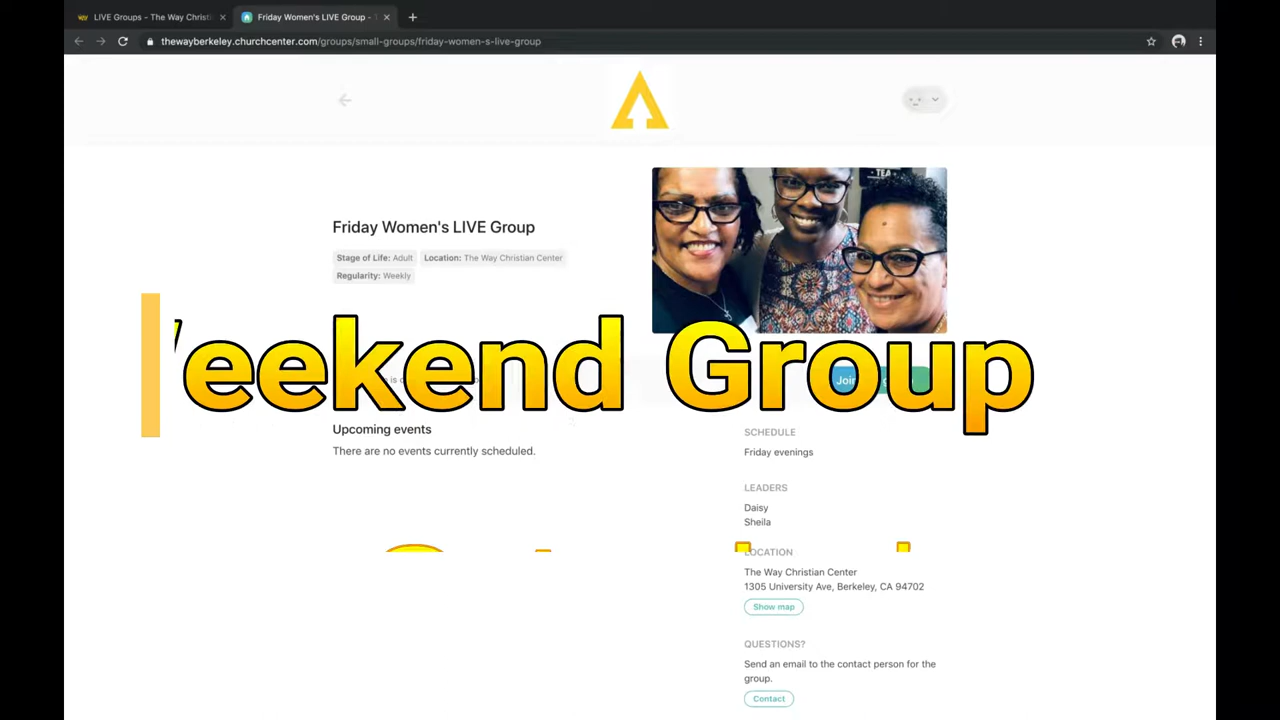 LIVE Groups - The Way Christi
Friday Women's LIVE Group -
thewayberkeley.churchcenter.com/groups/small-groups/friday-women-s-live-group
TEA
Friday Women's LIVE Group
Stage of Life: Adult
Location: The Way Christian Center
Regularity: Weekly
eekend Group
Join
Upcoming events
There are no events currently scheduled.
SCHEDULE
Friday evenings
LEADERS
Daisy
Sheila
LOCATION
The Way Christian Center
1305 University Ave, Berkeley, CA 94702
Show map
QUESTIONS?
Send an email to the contact person for the
group.
Contact